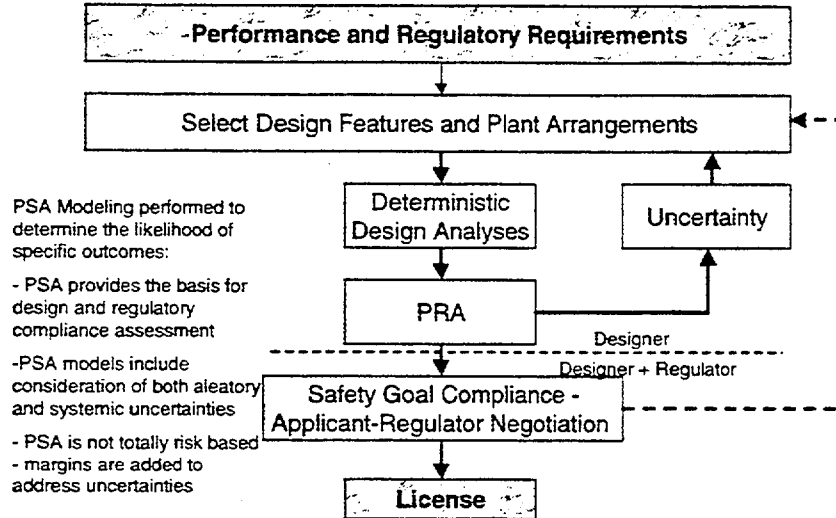 -Performance and Regulatory Requirements
Select Design Features and Plant Arrangements
Deterministic
Design Analyses
Uncertainty
PRA
Designer
Designer + Regulator
Safety Goal Compliance -
Applicant-Regulator Negotiation
License
PSA Modeling performed to
determine the likelihood of
specific outcomes:
- PSA provides the basis for
design and regulatory
compliance assessment
-PSA models include
consideration of both aleatory
and systemic uncertainties
- PSA is not totally risk based
- margins are added to
address uncertainties